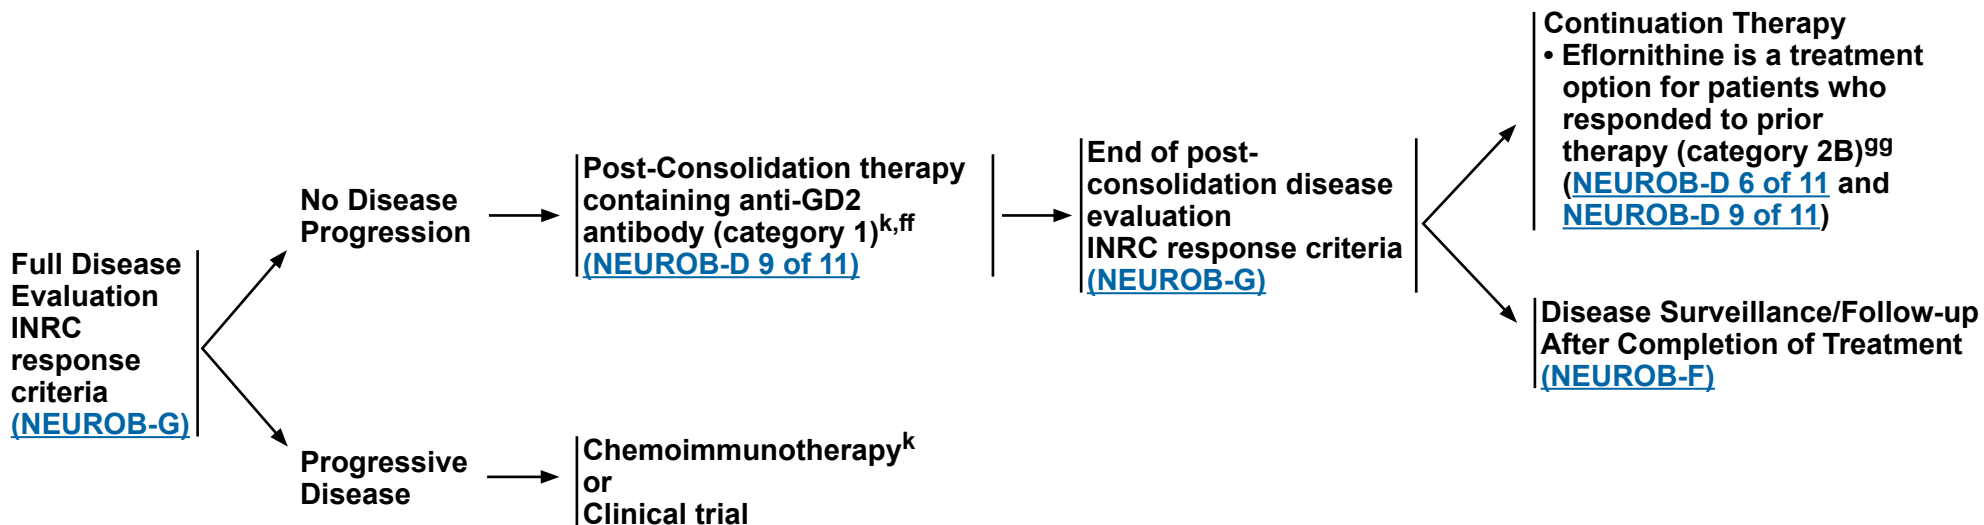 Full Disease
Evaluation
INRC
response
criteria
(NEUROB-G)
No Disease
Progression
Post-Consolidation therapy
containing anti-GD2
antibody (category 1)k,ff
(NEUROB-D 9 of 11)
End of post-
consolidation disease
evaluation
INRC response criteria
(NEUROB-G)
Continuation Therapy
• Eflornithine is a treatment
option for patients who
responded to prior
therapy (category 2B)gg
(NEUROB-D 6 of 11 and
NEUROB-D 9 of 11)
Disease Surveillance/Follow-up
After Completion of Treatment
(NEUROB-F)
Progressive
Disease
Chemoimmunotherapyk
or
Clinical trial